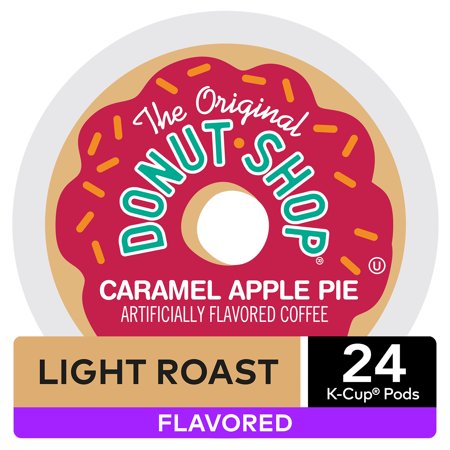 The Original
DONUT·SHOP®
CARAMEL APPLE PIE
ARTIFICIALLY FLAVORED COFFEE
U
LIGHT ROAST
24
K-Cup® Pods
FLAVORED